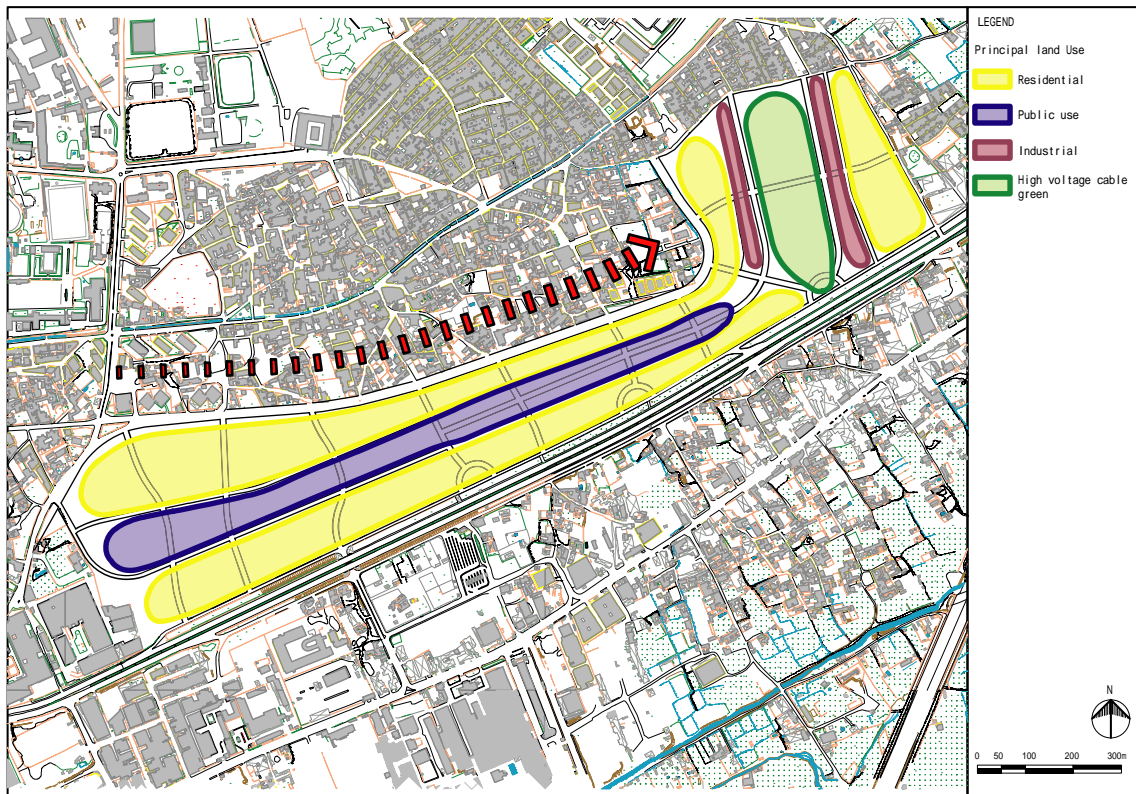 LEGEND
Principal land Use
Residential
Public use
Industrial
High voltage cable
green
N
0 50 100 200 300m